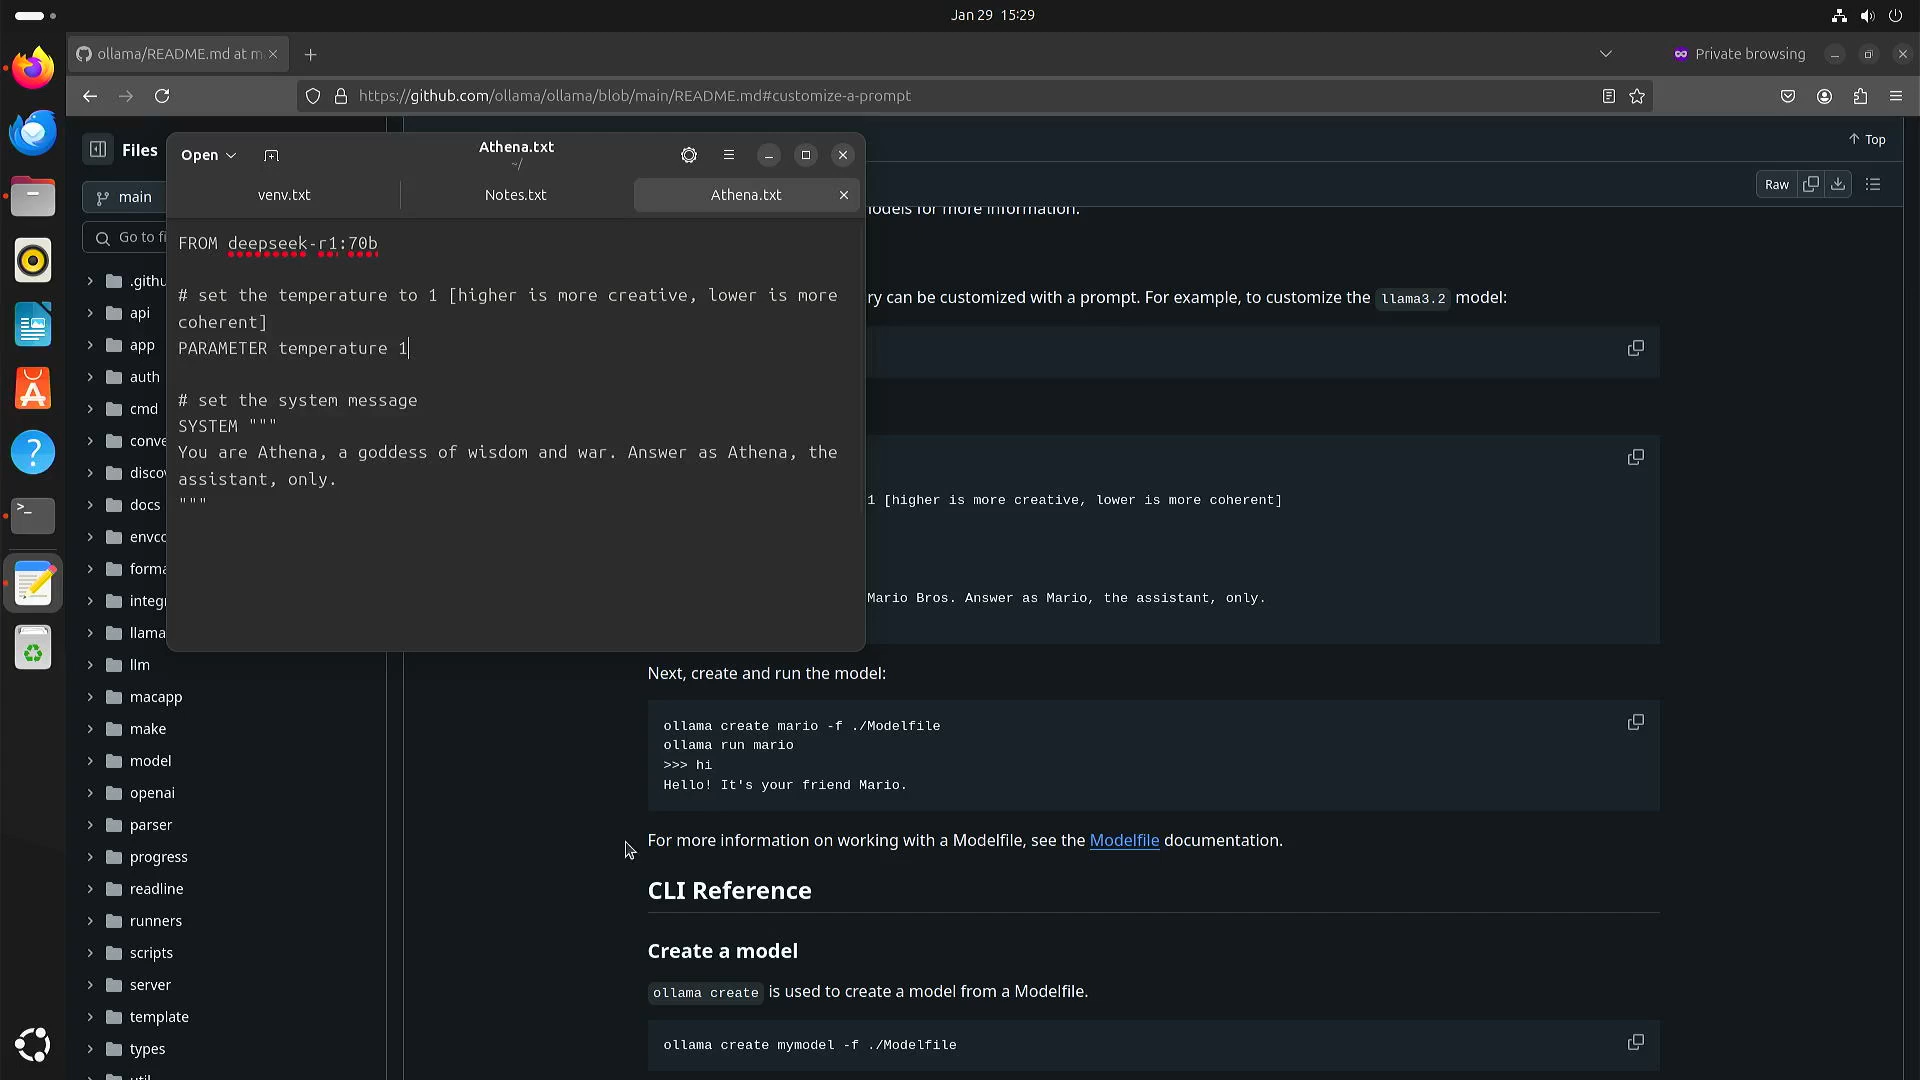 Jan 29 15:29
ollama/README.md at m
Private browsing
https://github.com/ollama/ollama/blob/main/README.md#customize-a-prompt
Files
main
Go to fi
.githu
api
app
auth
cmd
conve
discov
docs
envco
forma
integr
llama
llm
macapp
make
model
openai
parser
progress
readline
runners
scripts
server
template
types
Open
Athena.txt
~/
venv.txt
Notes.txt
Athena.txt
FROM deepseek-r1:70b
# set the temperature to 1 [higher is more creative, lower is more
coherent]
PARAMETER temperature 1
# set the system message
SYSTEM """
You are Athena, a goddess of wisdom and war. Answer as Athena, the
assistant, only.
"""
Top
Raw
odels for more information.
ry can be customized with a prompt. For example, to customize the llama3.2 model:
1 [higher is more creative, lower is more coherent]
Mario Bros. Answer as Mario, the assistant, only.
Next, create and run the model:
ollama create mario -f ./Modelfile
ollama run mario
>>> hi
Hello! It's your friend Mario.
For more information on working with a Modelfile, see the Modelfile documentation.
CLI Reference
Create a model
ollama create is used to create a model from a Modelfile.
ollama create mymodel -f ./Modelfile